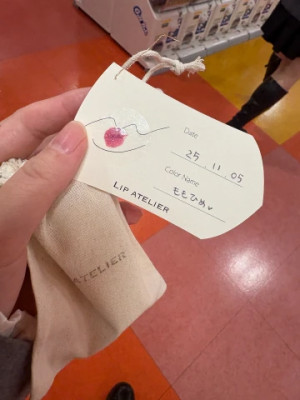 Date
25 . 11 . 05
Color Name
ももひめ♥
LIP ATELIER
ATELIER